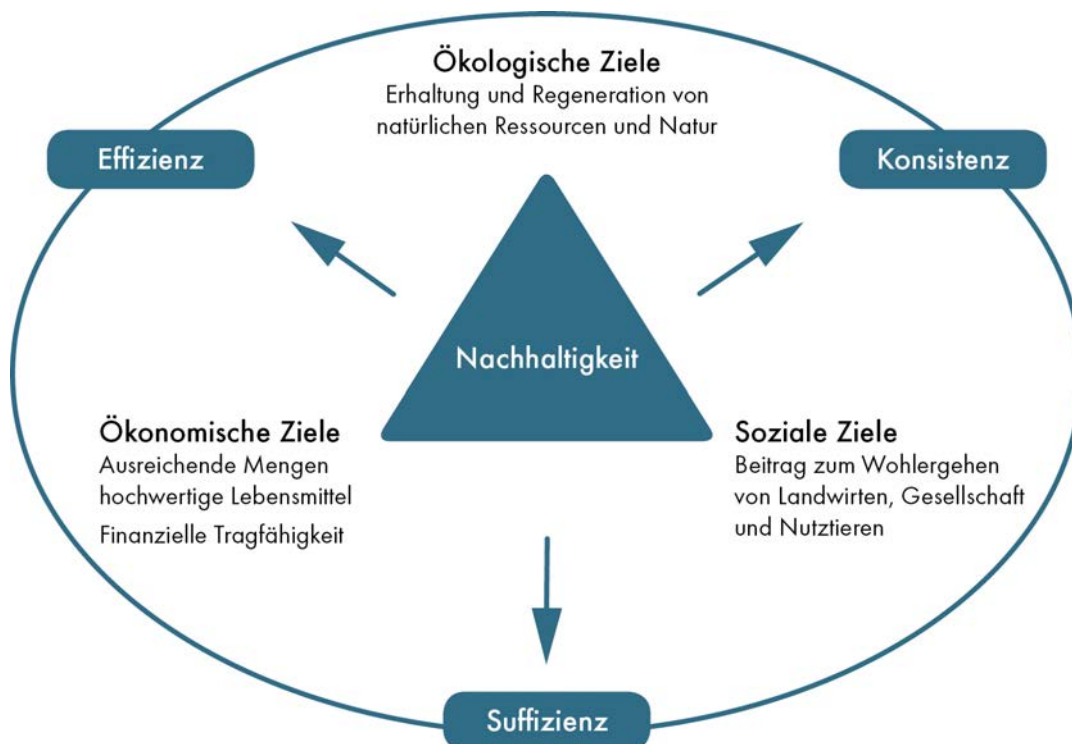 Ökologische Ziele
Erhaltung und Regeneration von
natürlichen Ressourcen und Natur
Effizienz
Konsistenz
Nachhaltigkeit
Ökonomische Ziele
Ausreichende Mengen
hochwertige Lebensmittel
Finanzielle Tragfähigkeit
Soziale Ziele
Beitrag zum Wohlergehen
von Landwirten, Gesellschaft
und Nutztieren
Suffizienz